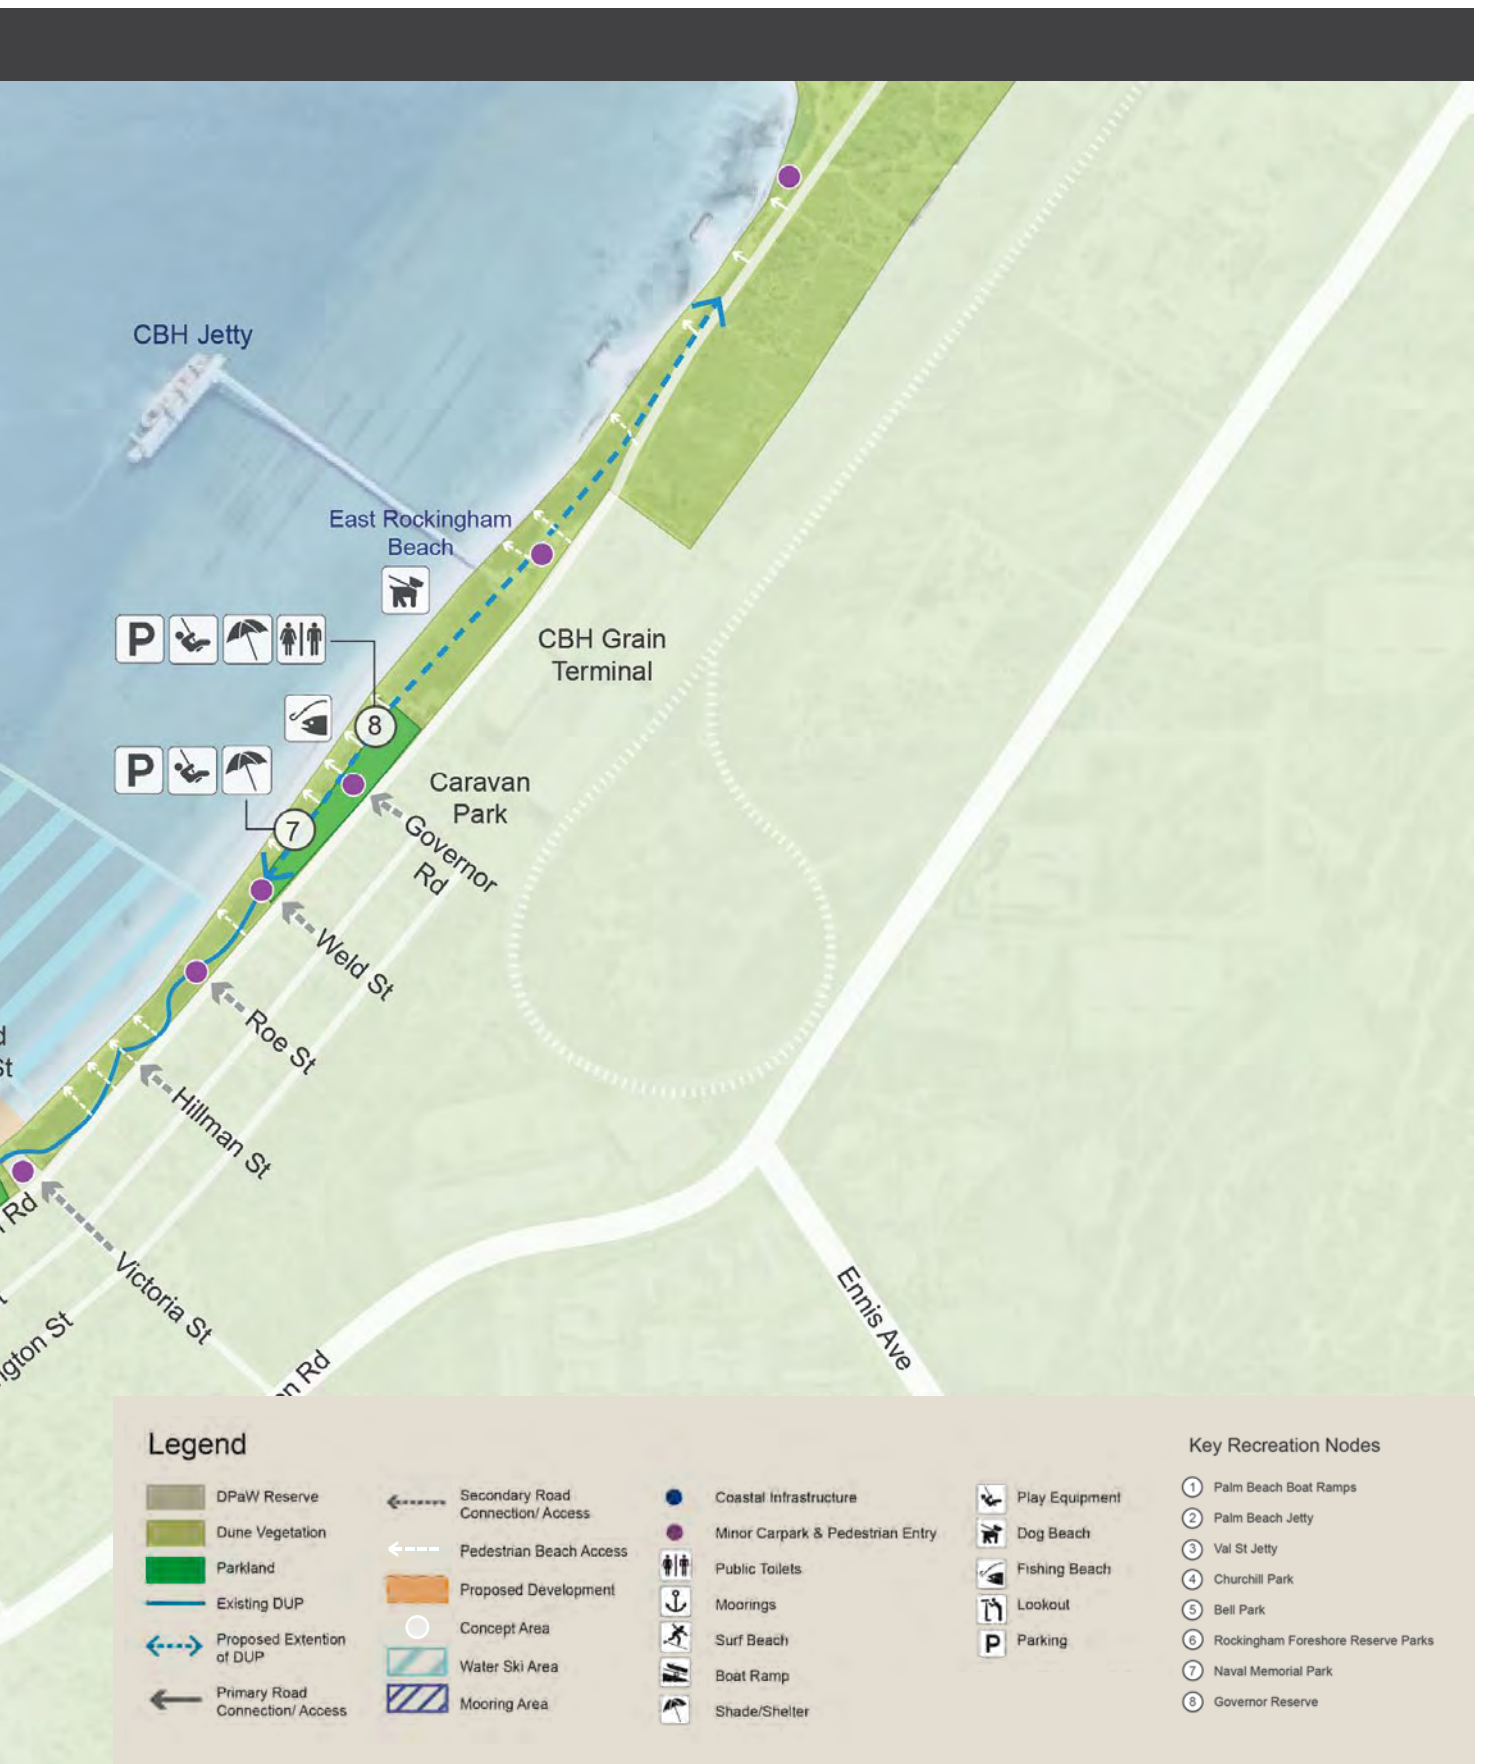 CBH Jetty
East Rockingham
Beach
P
8
CBH Grain
Terminal
P
7
Caravan
Park
Governor
Rd
Weld St
Roe St
d
St
Hillman St
Rd
Victoria St
Ennis Ave
ngton St
on Rd
Legend
DPaW Reserve
Dune Vegetation
Parkland
Existing DUP
Proposed Extention
of DUP
Primary Road
Connection/ Access
Secondary Road
Connection/ Access
Pedestrian Beach Access
Proposed Development
Concept Area
Water Ski Area
Mooring Area
Coastal Infrastructure
Minor Carpark & Pedestrian Entry
Public Toilets
Moorings
Surf Beach
Boat Ramp
Shade/Shelter
Play Equipment
Dog Beach
Fishing Beach
Lookout
P Parking
Key Recreation Nodes
1 Palm Beach Boat Ramps
2 Palm Beach Jetty
3 Val St Jetty
4 Churchill Park
5 Bell Park
6 Rockingham Foreshore Reserve Parks
7 Naval Memorial Park
8 Governor Reserve